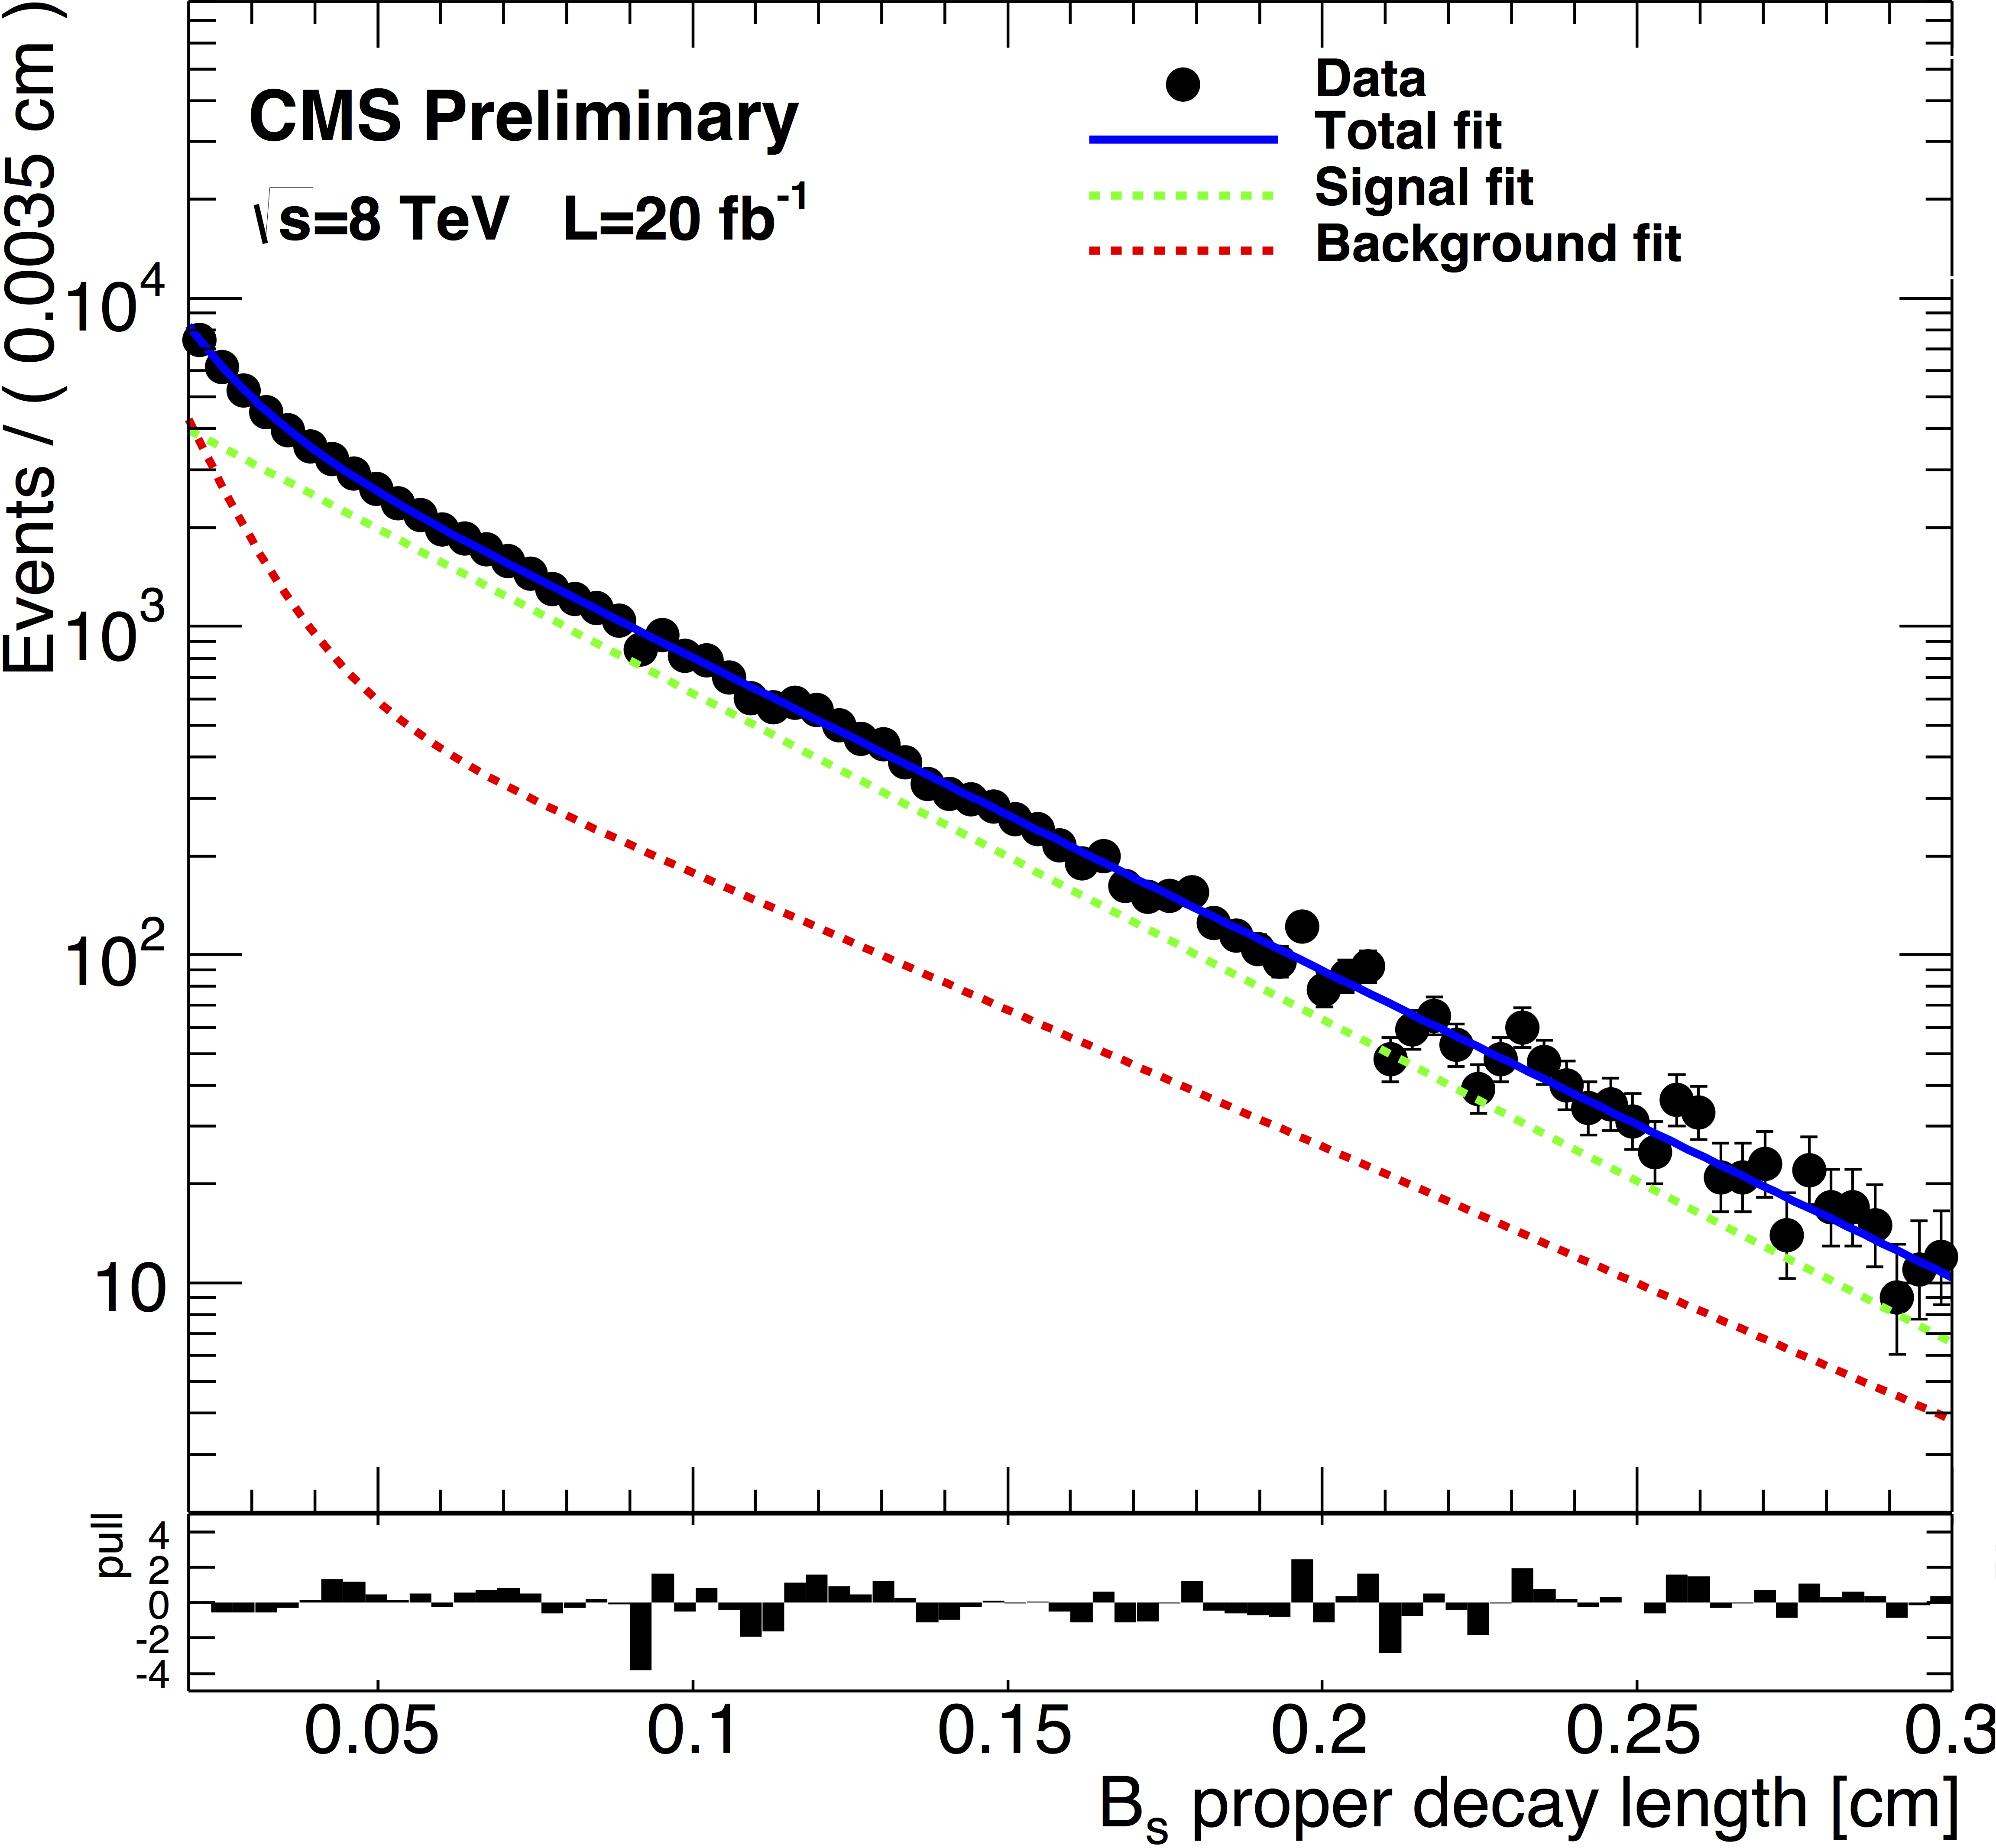 CMS Preliminary
√s=8 TeV L=20 fb-1
Data
Total fit
Signal fit
Background fit
Events / ( 0.0035 cm )
10^4
10^3
10^2
10
pull
4
2
0
-2
-4
0.05 0.1 0.15 0.2 0.25 0.3
Bs proper decay length [cm]